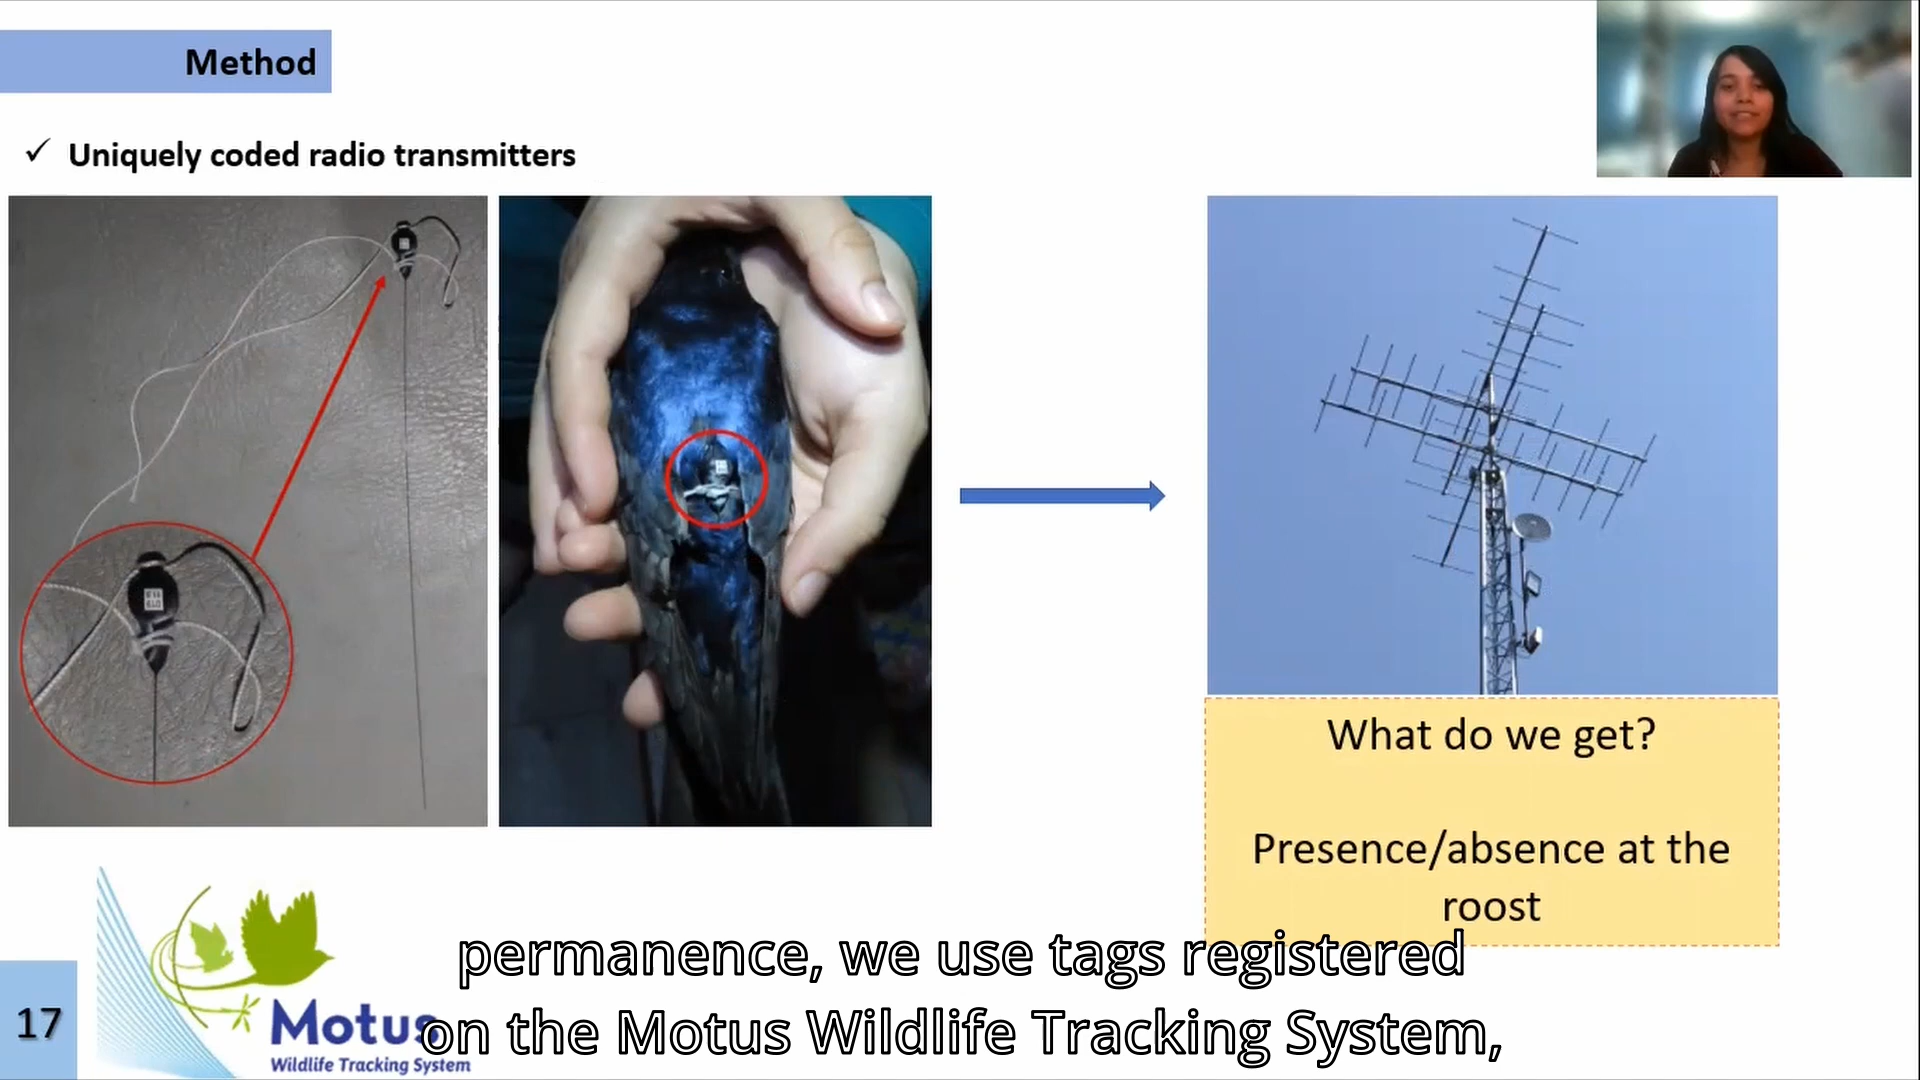 Method
✓ Uniquely coded radio transmitters
What do we get?
Presence/absence at the
roost
permanence, we use tags registered
on the Motus Wildlife Tracking System,
17
Motus
Wildlife Tracking System